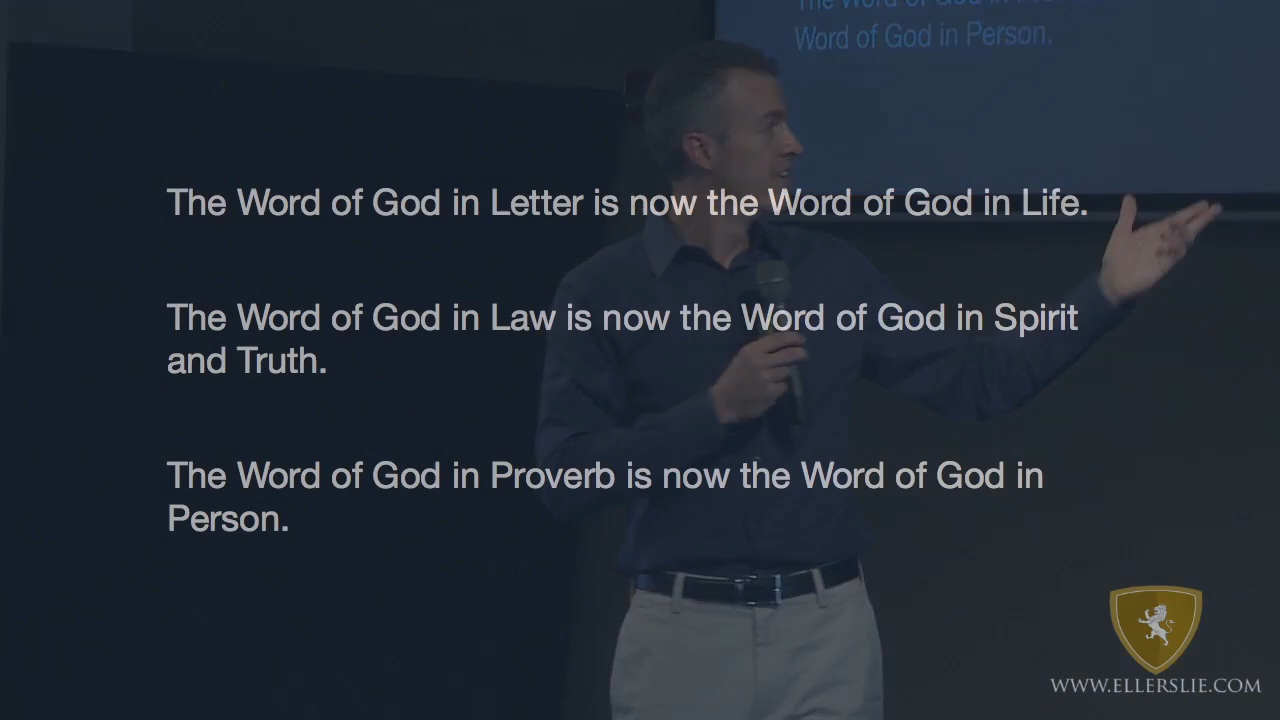 Word of God in Person.
The Word of God in Letter is now the Word of God in Life.
The Word of God in Law is now the Word of God in Spirit
and Truth.
The Word of God in Proverb is now the Word of God in
Person.
WWW.ELLERSLIE.COM